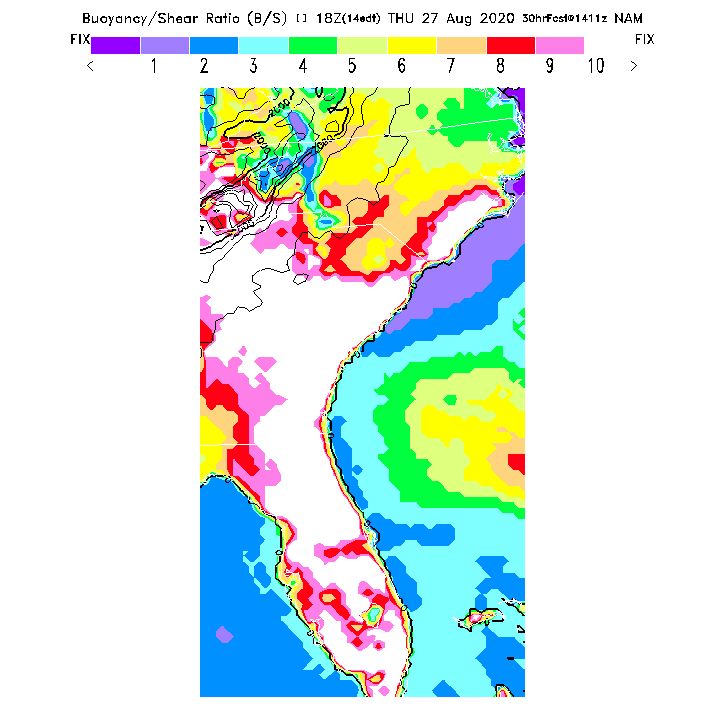 Buoyancy/Shear Ratio (B/S) [] 18Z(14edt) THU 27 Aug 2020 30hrFcst@1411z NAM
FIX FIX
< 1 2 3 4 5 6 7 8 9 10 >